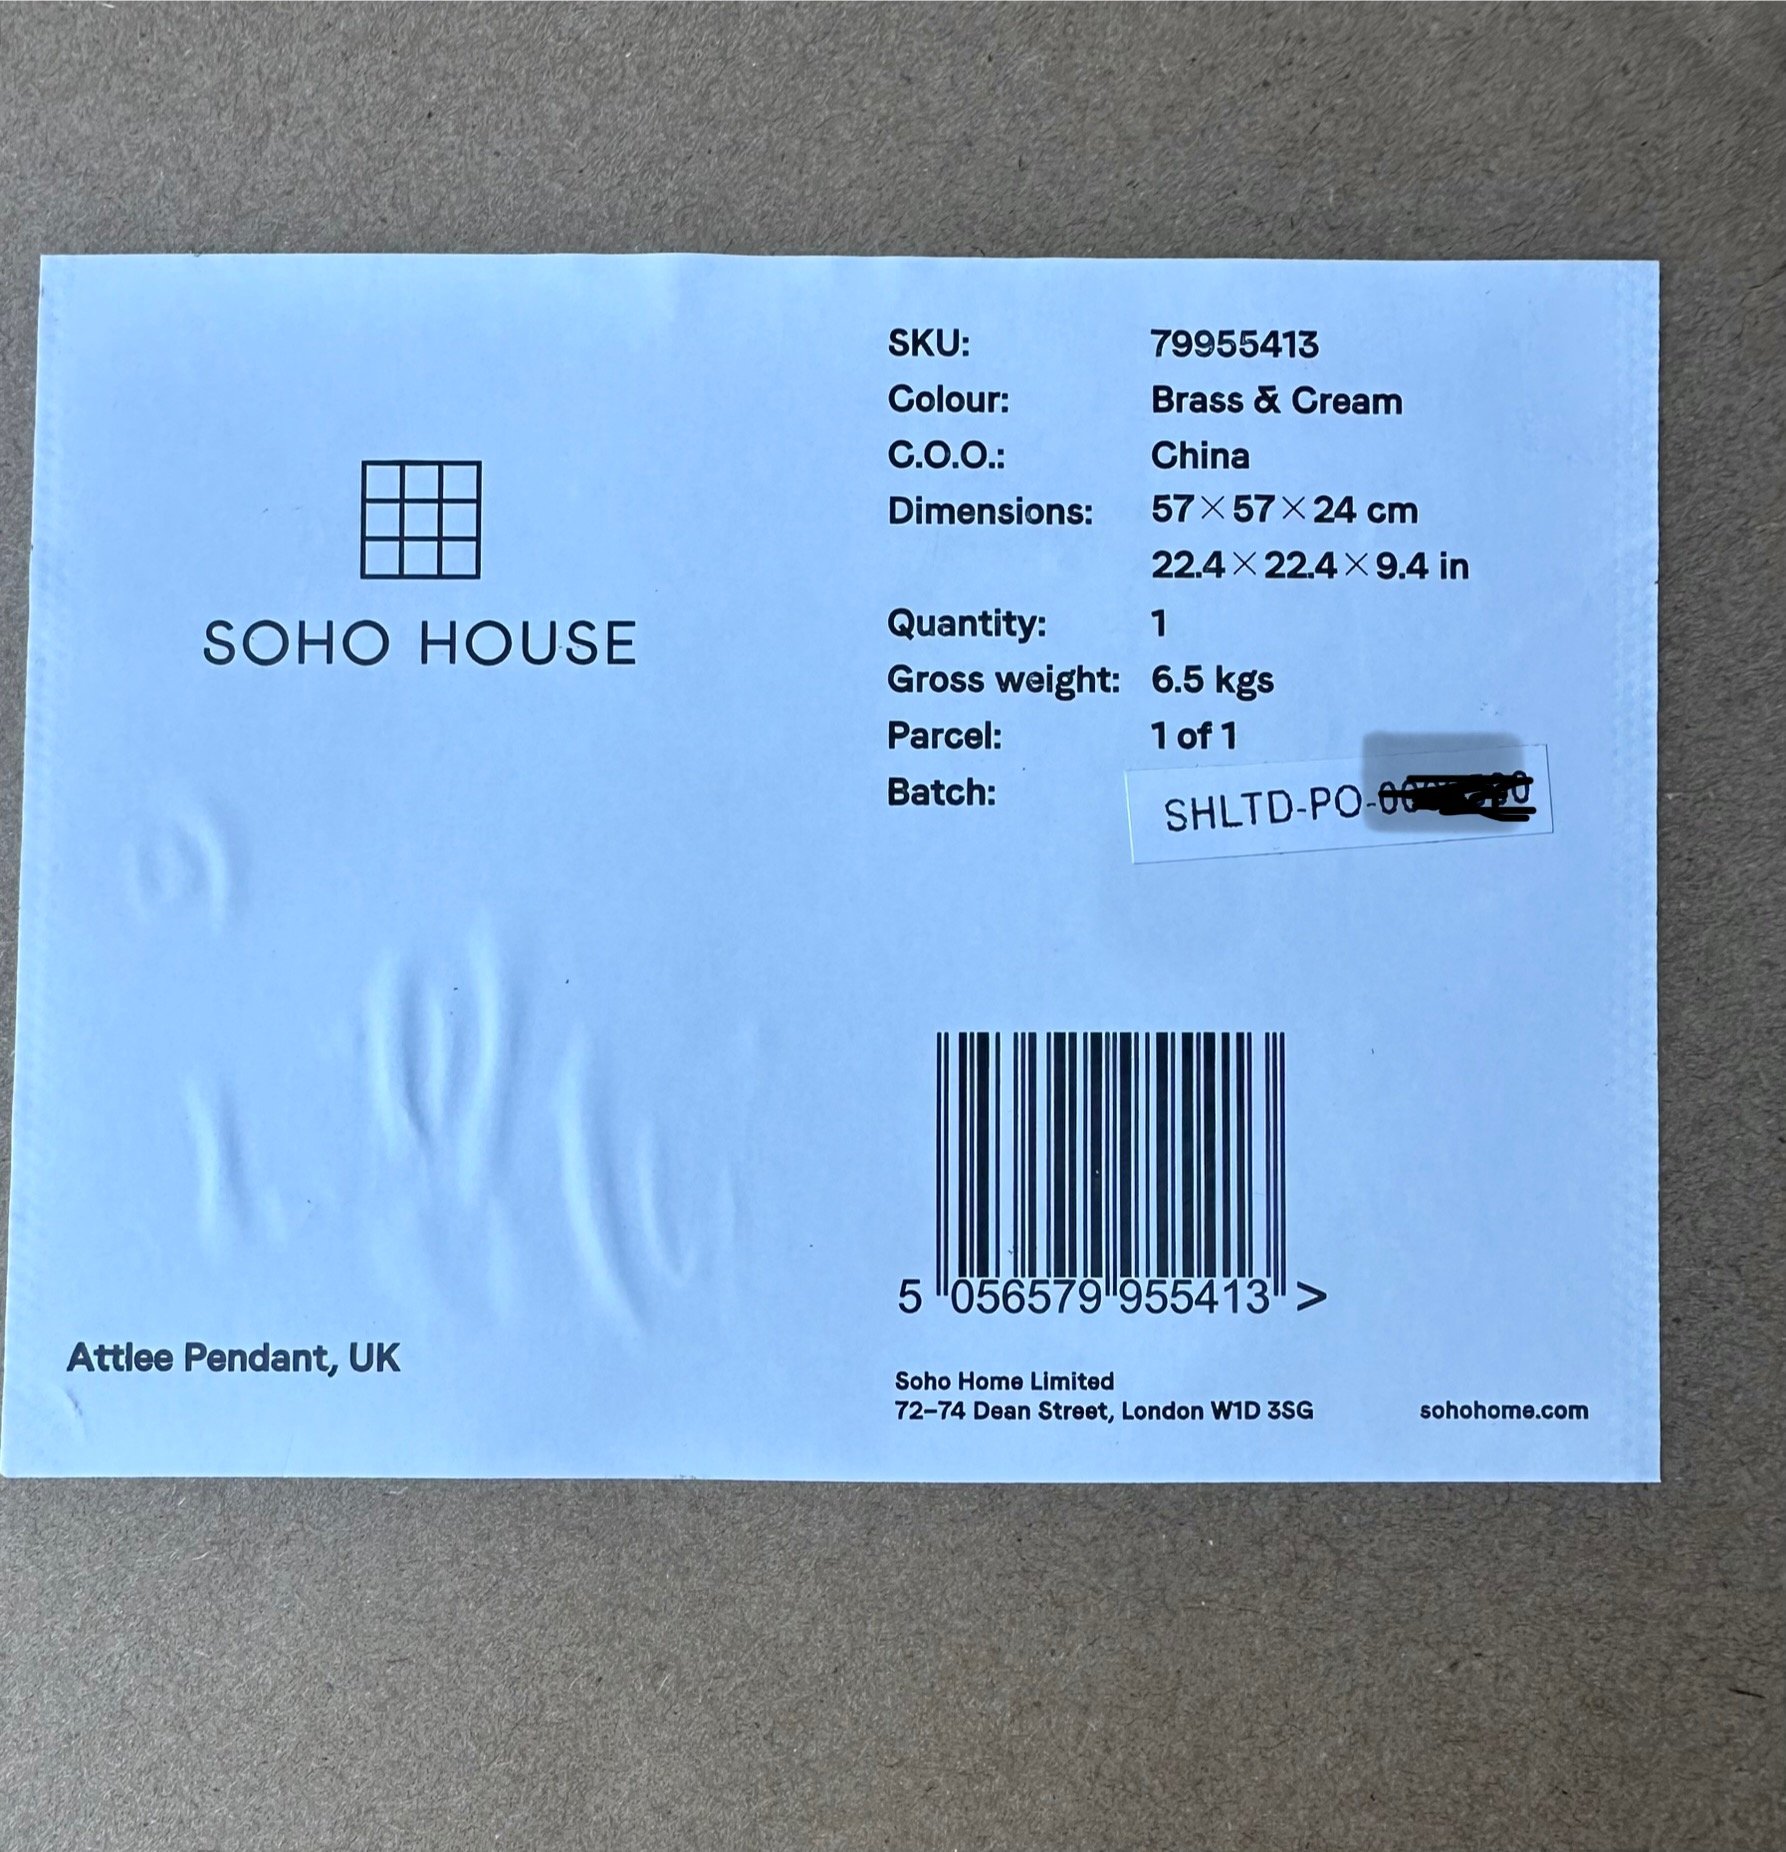 SOHO HOUSE
SKU: 79955413
Colour: Brass & Cream
C.O.O.: China
Dimensions: 57×57×24 cm
22.4×22.4×9.4 in
Quantity: 1
Gross weight: 6.5 kgs
Parcel: 1 of 1
Batch: SHLTD-PO-
5 056579 955413 >
Attlee Pendant, UK
Soho Home Limited
72–74 Dean Street, London W1D 3SG
sohohome.com